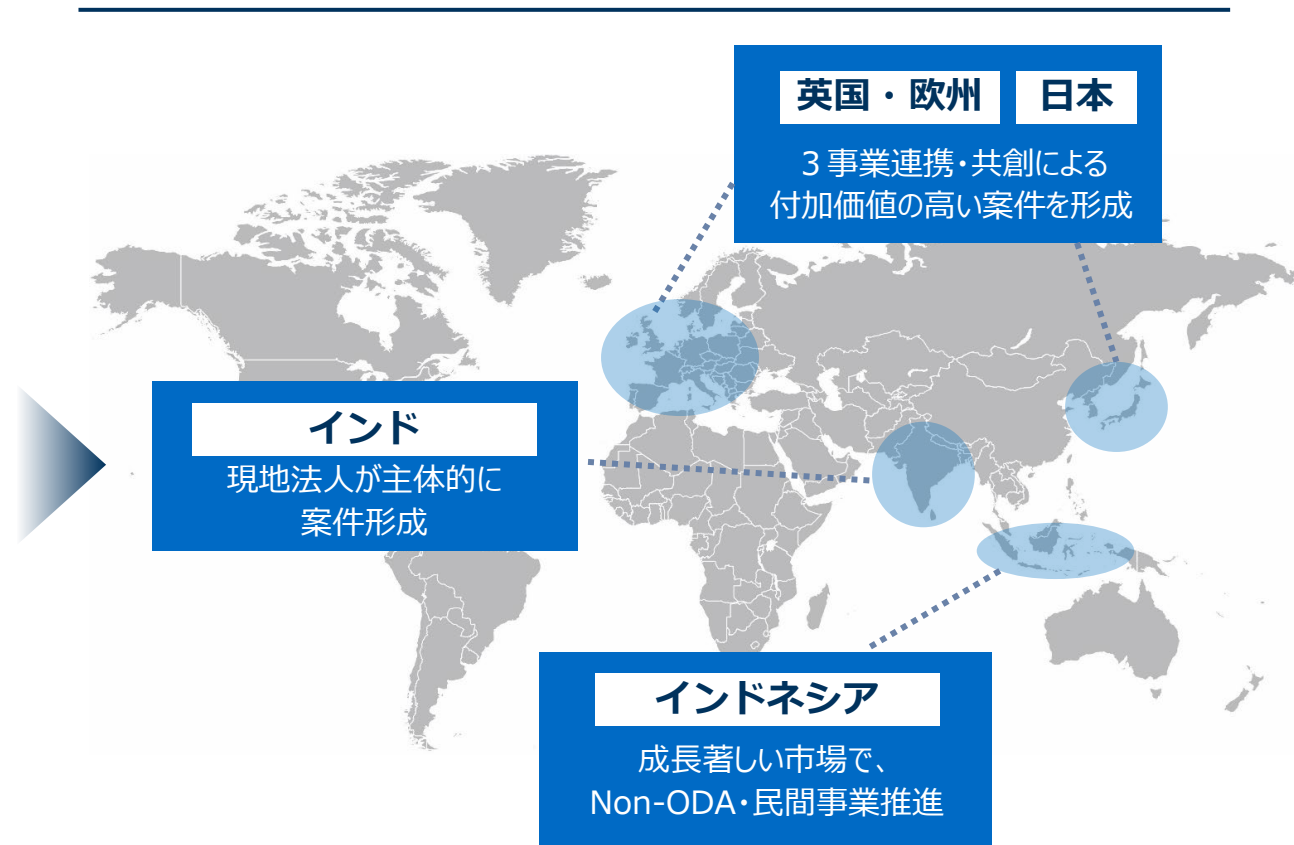 英国・欧州 日本
3事業連携・共創による
付加価値の高い案件を形成
インド
現地法人が主体的に
案件形成
インドネシア
成長著しい市場で、
Non-ODA・民間事業推進